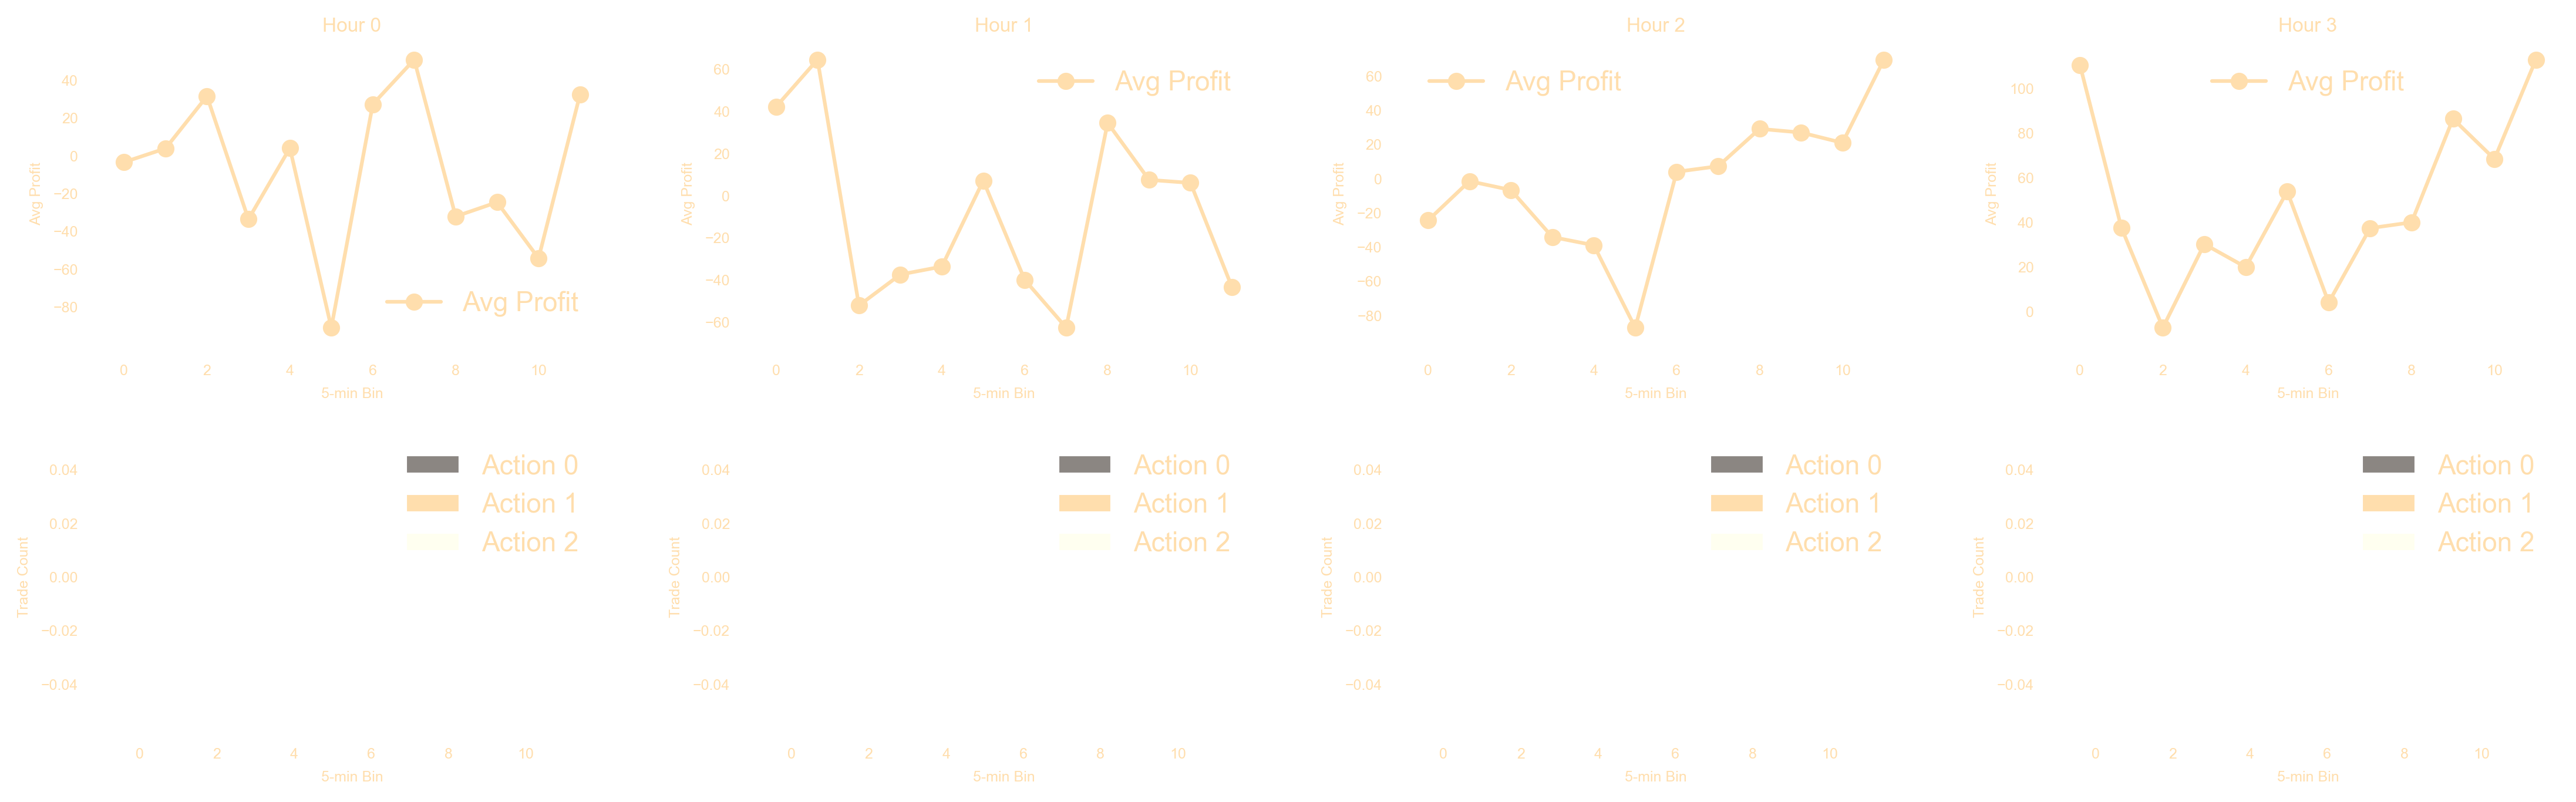 Hour 0
40
20
0
−20
−40
−60
−80
Avg Profit
Avg Profit
0 2 4 6 8 10
5-min Bin
Hour 1
60
40
20
0
−20
−40
−60
Avg Profit
Avg Profit
0 2 4 6 8 10
5-min Bin
Hour 2
60
40
20
0
−20
−40
−60
−80
Avg Profit
Avg Profit
0 2 4 6 8 10
5-min Bin
Hour 3
100
80
60
40
20
0
Avg Profit
Avg Profit
0 2 4 6 8 10
5-min Bin
0.04
0.02
0.00
−0.02
−0.04
Trade Count
Action 0
Action 1
Action 2
0 2 4 6 8 10
5-min Bin
0.04
0.02
0.00
−0.02
−0.04
Trade Count
Action 0
Action 1
Action 2
0 2 4 6 8 10
5-min Bin
0.04
0.02
0.00
−0.02
−0.04
Trade Count
Action 0
Action 1
Action 2
0 2 4 6 8 10
5-min Bin
0.04
0.02
0.00
−0.02
−0.04
Trade Count
Action 0
Action 1
Action 2
0 2 4 6 8 10
5-min Bin